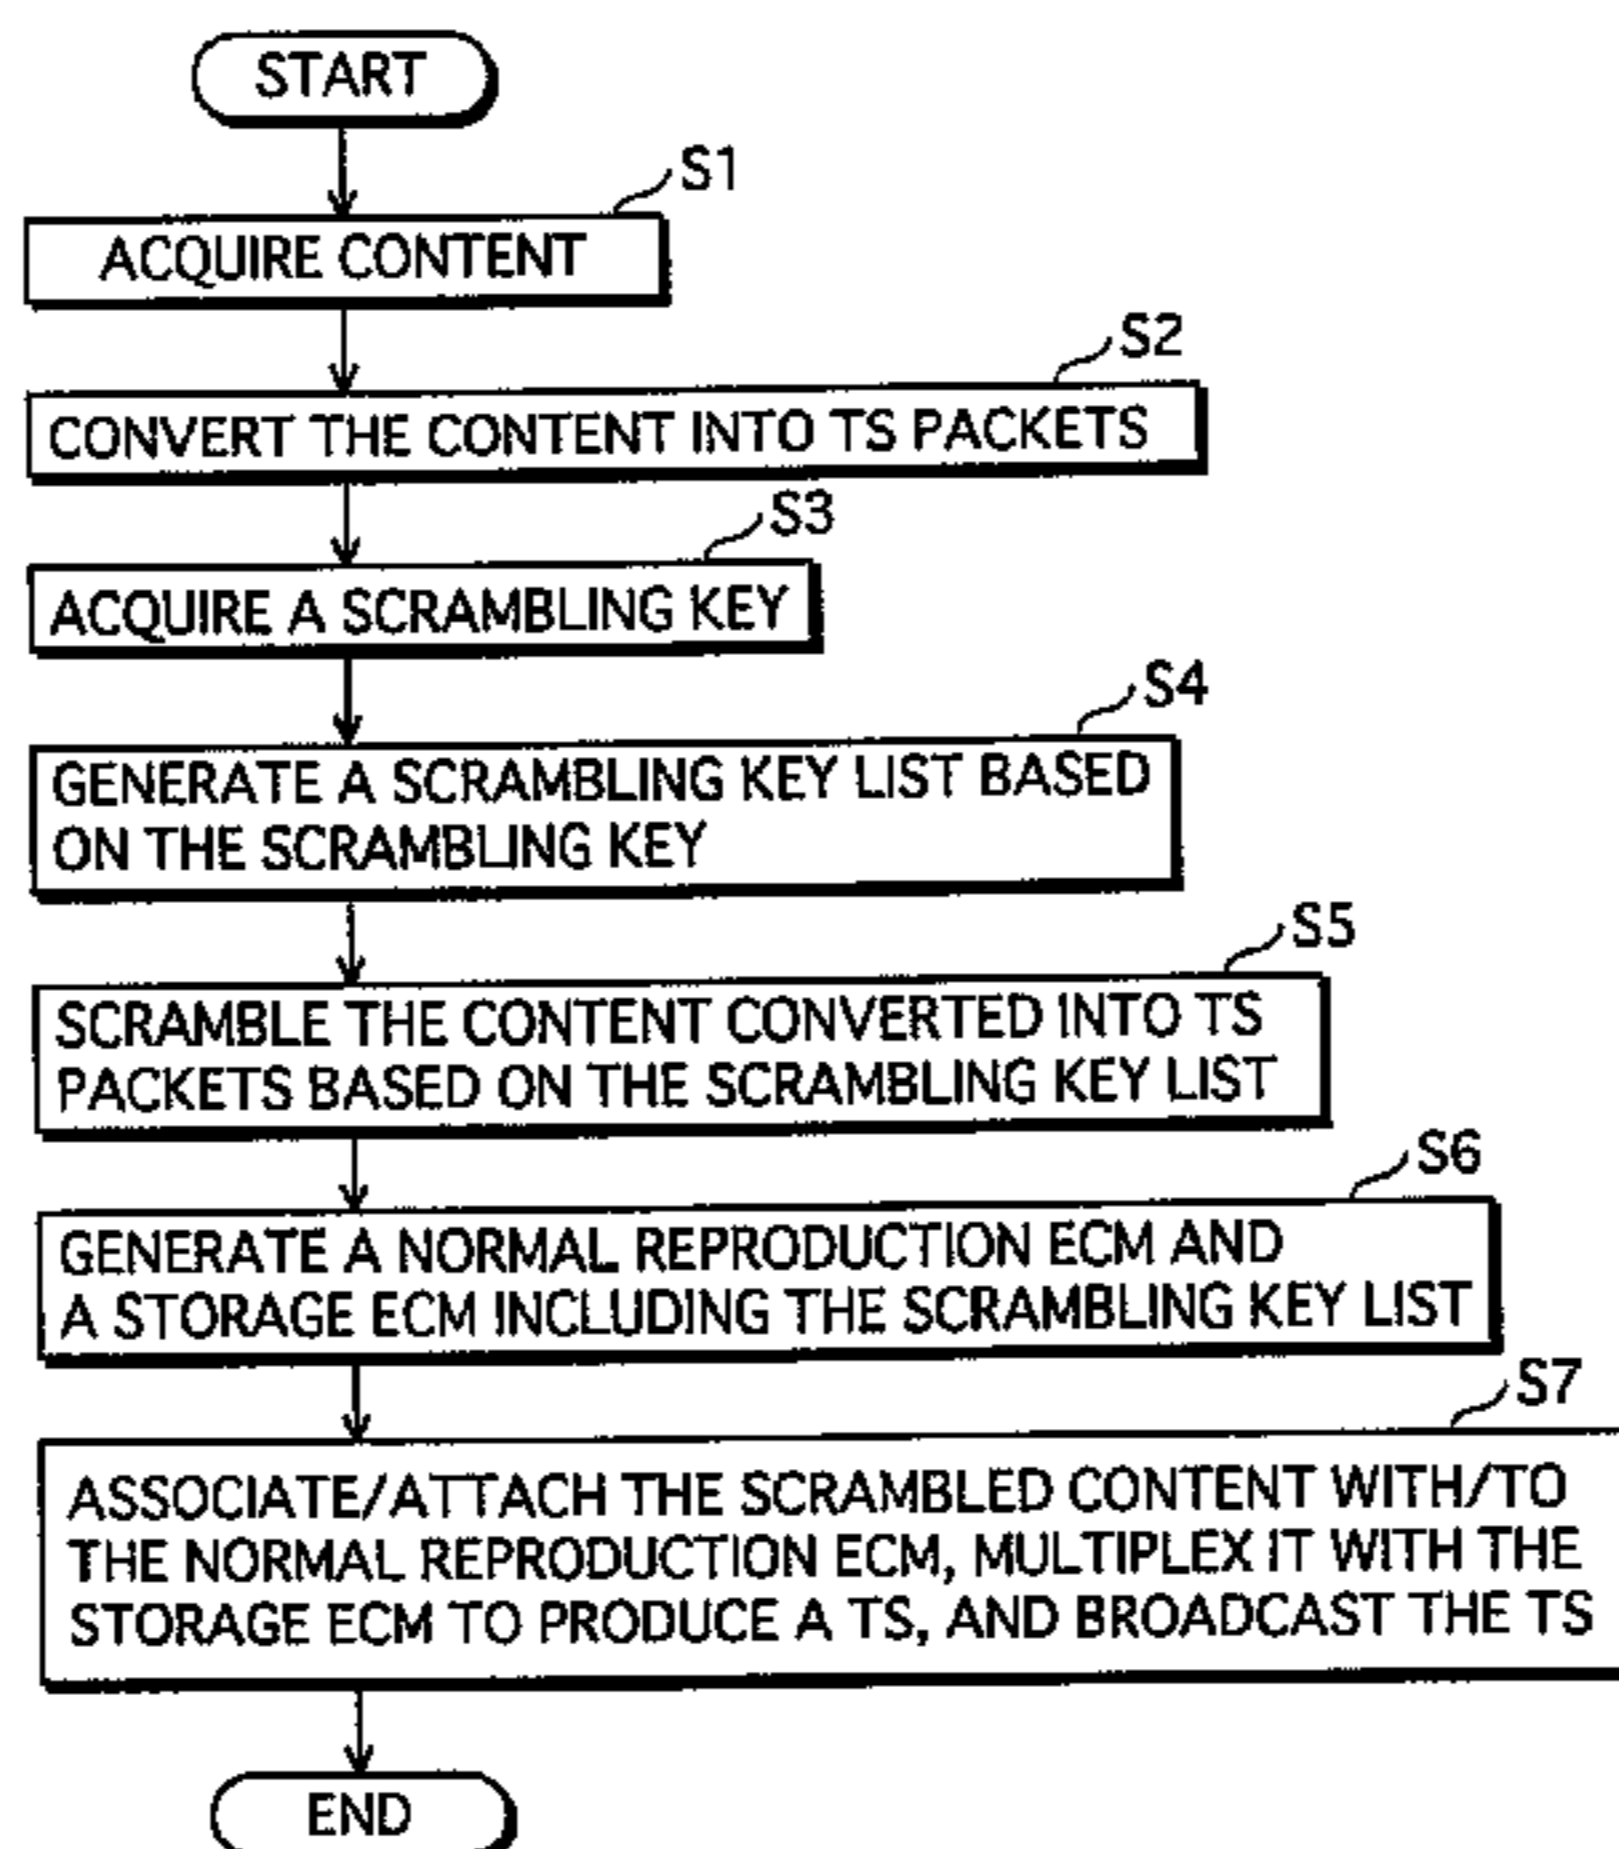 START
S1
ACQUIRE CONTENT
S2
CONVERT THE CONTENT INTO TS PACKETS
S3
ACQUIRE A SCRAMBLING KEY
S4
GENERATE A SCRAMBLING KEY LIST BASED
ON THE SCRAMBLING KEY
S5
SCRAMBLE THE CONTENT CONVERTED INTO TS
PACKETS BASED ON THE SCRAMBLING KEY LIST
S6
GENERATE A NORMAL REPRODUCTION ECM AND
A STORAGE ECM INCLUDING THE SCRAMBLING KEY LIST
S7
ASSOCIATE/ATTACH THE SCRAMBLED CONTENT WITH/TO
THE NORMAL REPRODUCTION ECM, MULTIPLEX IT WITH THE
STORAGE ECM TO PRODUCE A TS, AND BROADCAST THE TS
END